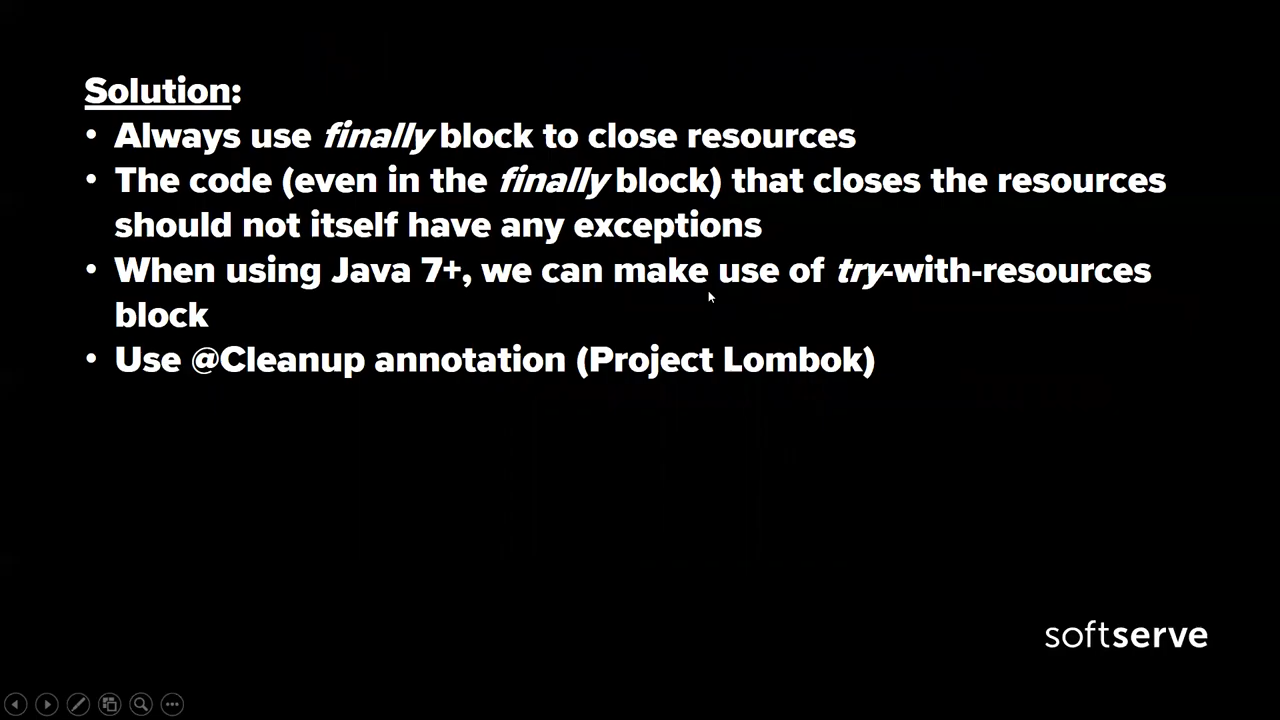 Solution:
• Always use finally block to close resources
• The code (even in the finally block) that closes the resources
should not itself have any exceptions
• When using Java 7+, we can make use of try-with-resources
block
• Use @Cleanup annotation (Project Lombok)
softserve